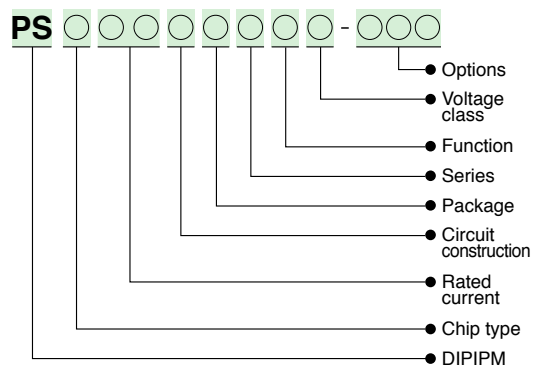 PS ○ ○○ ○ ○ ○ ○ ○ - ○○○
Options
Voltage
class
Function
Series
Package
Circuit
construction
Rated
current
Chip type
DIPIPM